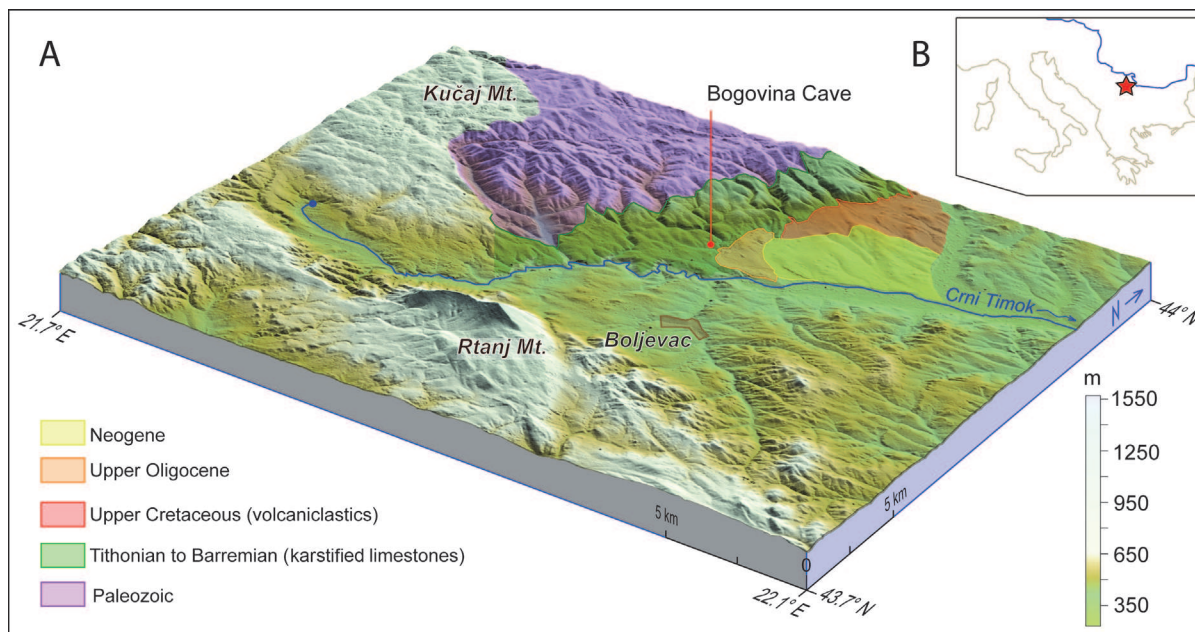 A
B
Kučaj Mt.
Bogovina Cave
Crni Timok
N
44° N
21.7° E
Rtanj Mt.
Boljevac
m
1550
1250
950
650
350
Neogene
Upper Oligocene
Upper Cretaceous (volcaniclastics)
Tithonian to Barremian (karstified limestones)
Paleozoic
5 km
5 km
0
22.1° E
43.7° N